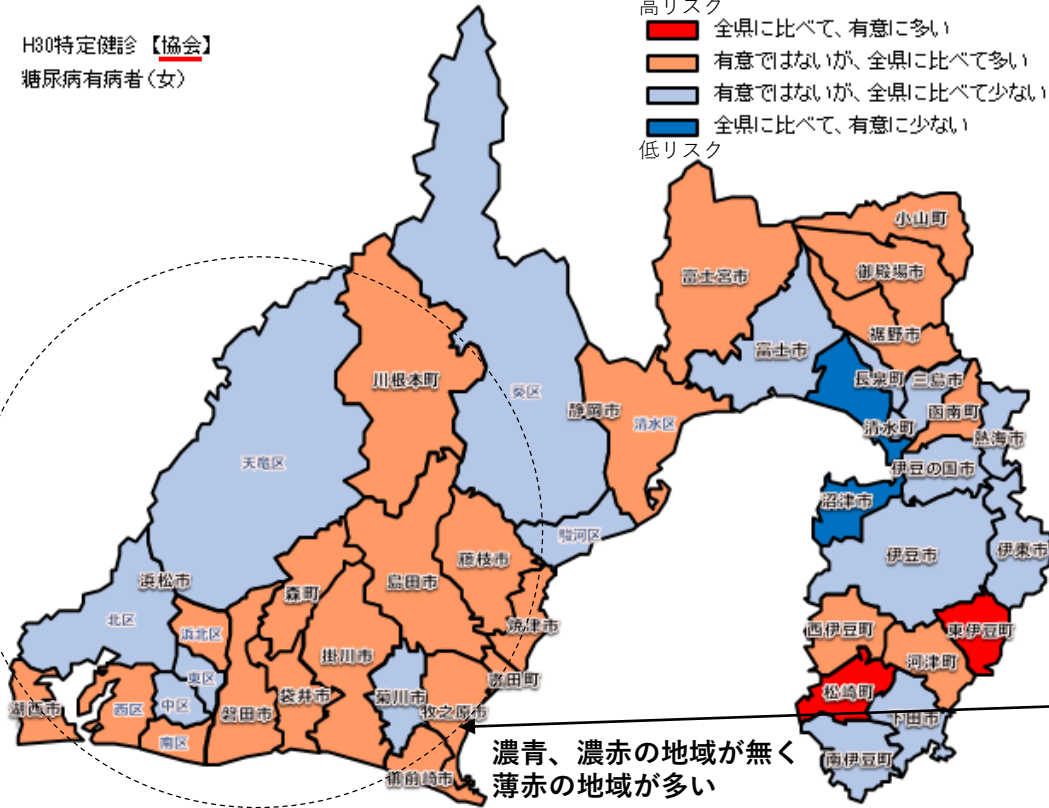 H30特定健診 【協会】
糖尿病有病者(女)
高リスク
全県に比べて、有意に多い
有意ではないが、全県に比べて多い
有意ではないが、全県に比べて少ない
全県に比べて、有意に少ない
低リスク
小山町
富士宮市
御殿場市
裾野市
富士市
川根本町
長泉町
三島市
葵区
静岡市
函南町
清水区
清水町
熱海市
天竜区
伊豆の国市
沼津市
駿河区
伊豆市
伊東市
藤枝市
浜松市
島田市
森町
北区
焼津市
浜北区
西伊豆町
東伊豆町
掛川市
河津町
東区
吉田町
松崎町
袋井市
菊川市
中区
湖西市
西区
磐田市
牧之原市
下田市
南区
濃青、濃赤の地域が無く
薄赤の地域が多い
南伊豆町
御前崎市